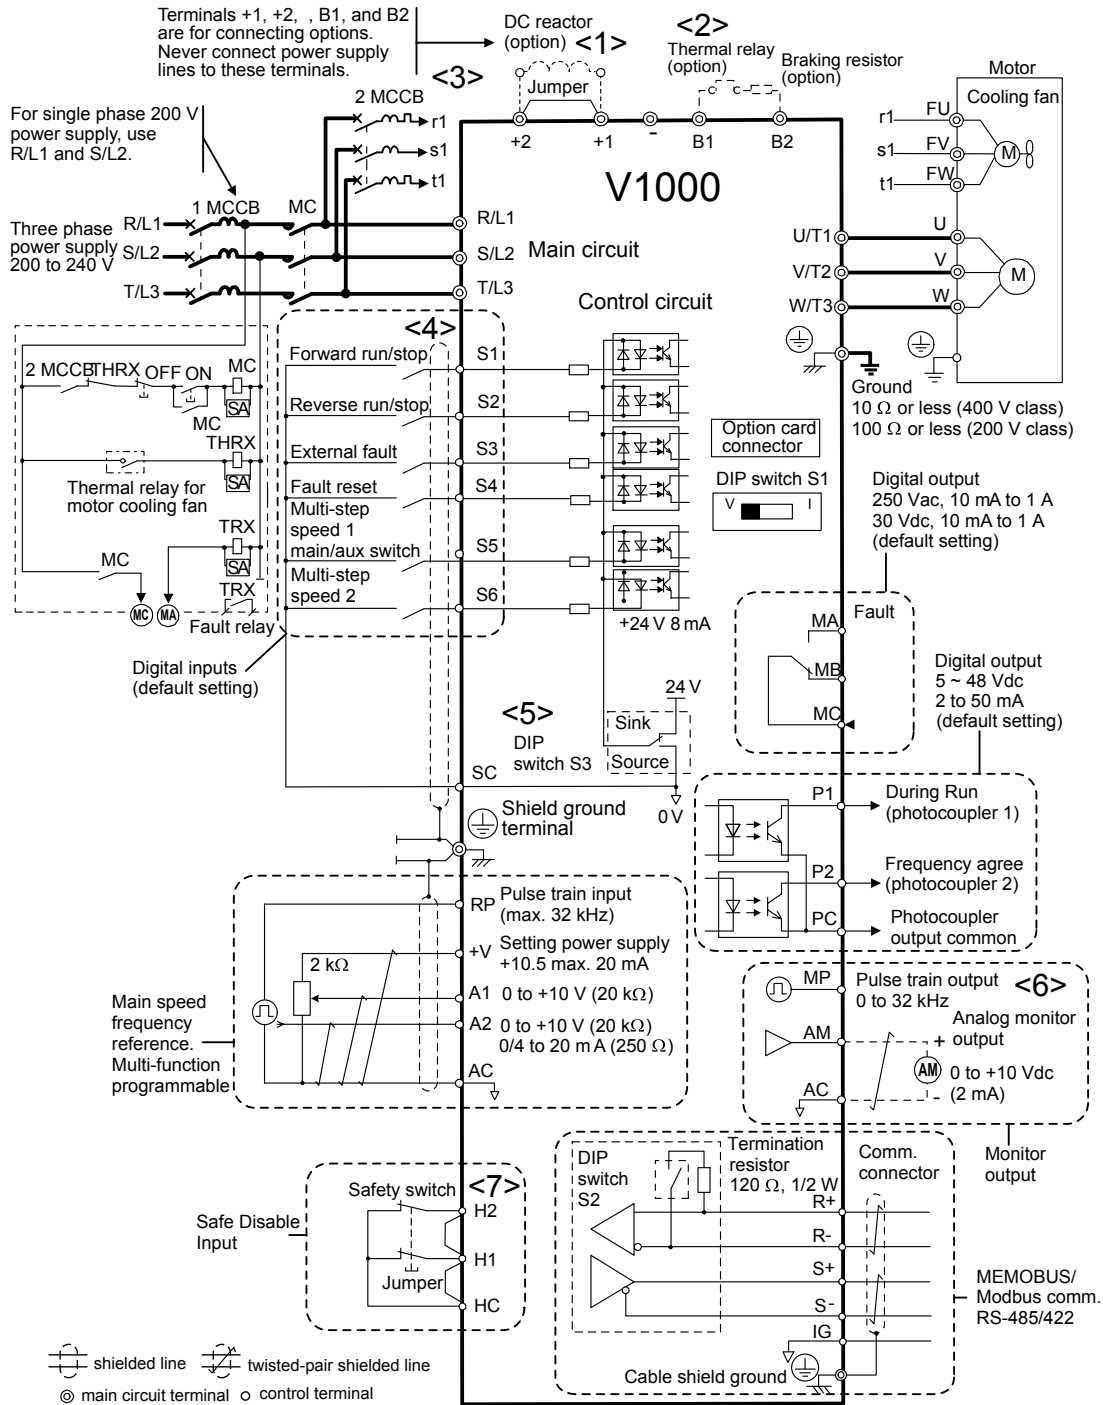 Terminals +1, +2, , B1, and B2
are for connecting options.
Never connect power supply
lines to these terminals.
DC reactor
(option)
<1>
<2>
Thermal relay
(option)
Braking resistor
(option)
<3>
Jumper
Motor
Cooling fan
For single phase 200 V
power supply, use
R/L1 and S/L2.
2 MCCB
r1
s1
t1
+2
+1
-
B1
B2
r1
FU
s1
FV
t1
FW
M
V1000
1 MCCB
MC
Three phase
power supply
200 to 240 V
R/L1
S/L2
T/L3
R/L1
S/L2
T/L3
Main circuit
Control circuit
U/T1
V/T2
W/T3
U
V
W
M
Ground
10 Ω or less (400 V class)
100 Ω or less (200 V class)
2 MCCB
THRX
OFF
ON
MC
SA
MC
THRX
SA
Thermal relay for
motor cooling fan
TRX
SA
MC
TRX
MC
MA
Fault relay
<4>
Forward run/stop
S1
Reverse run/stop
S2
External fault
S3
Fault reset
S4
Multi-step
speed 1
main/aux switch
S5
Multi-step
speed 2
S6
Digital inputs
(default setting)
Option card
connector
DIP switch S1
V
I
+24 V 8 mA
Digital output
250 Vac, 10 mA to 1 A
30 Vdc, 10 mA to 1 A
(default setting)
MA
Fault
MB
MC
Digital output
5 ~ 48 Vdc
2 to 50 mA
(default setting)
<5>
DIP
switch S3
24 V
Sink
Source
0 V
SC
Shield ground
terminal
P1
During Run
(photocoupler 1)
P2
Frequency agree
(photocoupler 2)
PC
Photocoupler
output common
RP
Pulse train input
(max. 32 kHz)
+V
Setting power supply
+10.5 max. 20 mA
2 kΩ
A1
0 to +10 V (20 kΩ)
A2
0 to +10 V (20 kΩ)
0/4 to 20 mA (250 Ω)
AC
Main speed
frequency
reference.
Multi-function
programmable
MP
Pulse train output
0 to 32 kHz
<6>
AM
+
Analog monitor
output
AM
0 to +10 Vdc
(2 mA)
AC
-
Monitor
output
Safe Disable
Input
Safety switch
<7>
H2
H1
Jumper
HC
DIP
switch
S2
Termination
resistor
120 Ω, 1/2 W
Comm.
connector
R+
R-
S+
S-
IG
Cable shield ground
MEMOBUS/
Modbus comm.
RS-485/422
shielded line
twisted-pair shielded line
main circuit terminal
control terminal